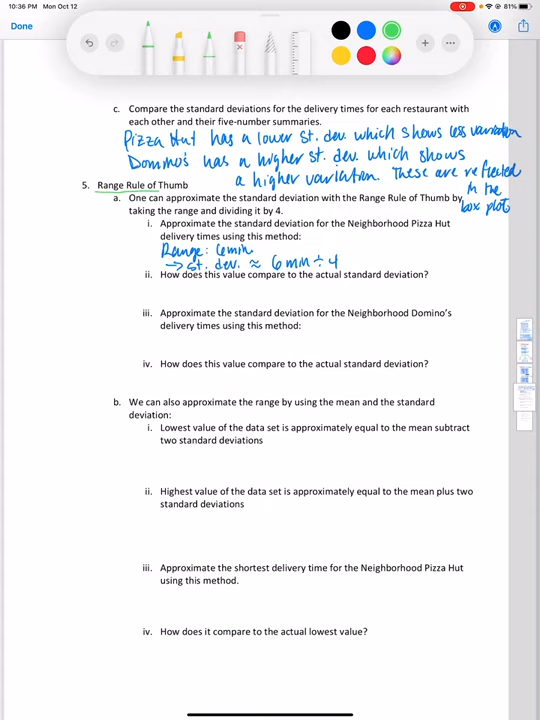 10:36 PM Mon Oct 12
81%
Done
c. Compare the standard deviations for the delivery times for each restaurant with
each other and their five-number summaries.
Pizza Hut has a lower St. dev. which shows less variation
Domino's has a higher st. dev. which shows
a higher variation. These are reflected
in the
box plots
5. Range Rule of Thumb
a. One can approximate the standard deviation with the Range Rule of Thumb by
taking the range and dividing it by 4.
i. Approximate the standard deviation for the Neighborhood Pizza Hut
delivery times using this method:
Range: 6min
→ st. dev. ≈ 6 min ÷ 4
ii. How does this value compare to the actual standard deviation?
iii. Approximate the standard deviation for the Neighborhood Domino's
delivery times using this method:
iv. How does this value compare to the actual standard deviation?
b. We can also approximate the range by using the mean and the standard
deviation:
i. Lowest value of the data set is approximately equal to the mean subtract
two standard deviations
ii. Highest value of the data set is approximately equal to the mean plus two
standard deviations
iii. Approximate the shortest delivery time for the Neighborhood Pizza Hut
using this method.
iv. How does it compare to the actual lowest value?